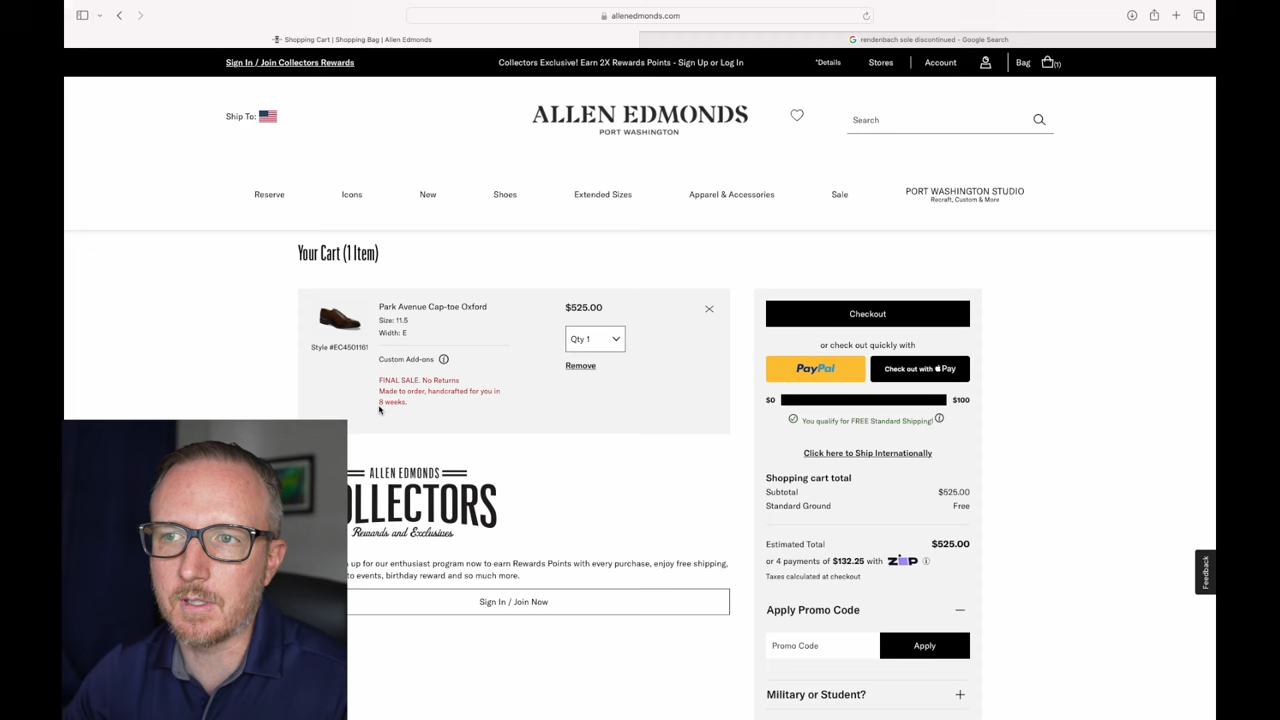 allenedmonds.com
Shopping Cart | Shopping Bag | Allen Edmonds
rendenbach sole discontinued - Google Search
Sign In / Join Collectors Rewards
Collectors Exclusive! Earn 2X Rewards Points - Sign Up or Log In
*Details
Stores
Account
Bag
(1)
Ship To:
ALLEN EDMONDS
PORT WASHINGTON
Search
Reserve
Icons
New
Shoes
Extended Sizes
Apparel & Accessories
Sale
PORT WASHINGTON STUDIO
Recraft, Custom & More
Your Cart (1 Item)
Park Avenue Cap-toe Oxford
Size: 11.5
Width: E
Style #EC4501161
Custom Add-ons
FINAL SALE. No Returns
Made to order, handcrafted for you in
8 weeks.
$525.00
Qty 1
Remove
Checkout
or check out quickly with
PayPal
Check out with Pay
$0
$100
You qualify for FREE Standard Shipping!
Click here to Ship Internationally
Shopping cart total
Subtotal
$525.00
Standard Ground
Free
Estimated Total
$525.00
or 4 payments of $132.25 with ZIP
Taxes calculated at checkout
Apply Promo Code
Promo Code
Apply
Military or Student?
ALLEN EDMONDS
OLLECTORS
Rewards and Exclusives
up for our enthusiast program now to earn Rewards Points with every purchase, enjoy free shipping,
to events, birthday reward and so much more.
Sign In / Join Now
Feedback